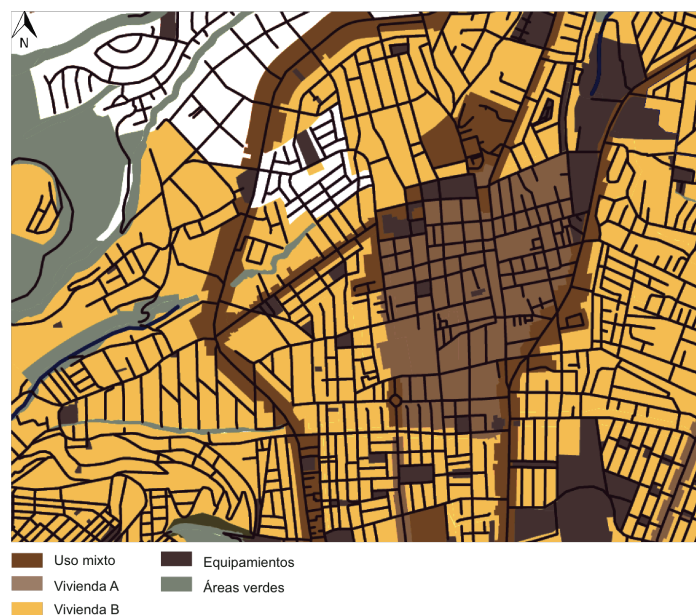 N
Uso mixto
Vivienda A
Vivienda B
Equipamientos
Áreas verdes